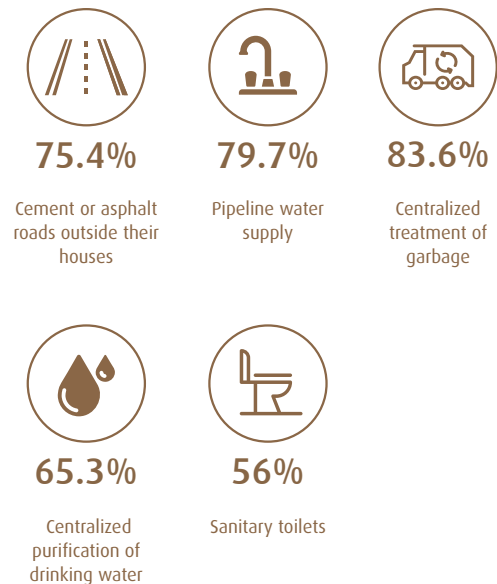 75.4%
Cement or asphalt
roads outside their
houses
79.7%
Pipeline water
supply
83.6%
Centralized
treatment of
garbage
65.3%
Centralized
purification of
drinking water
56%
Sanitary toilets